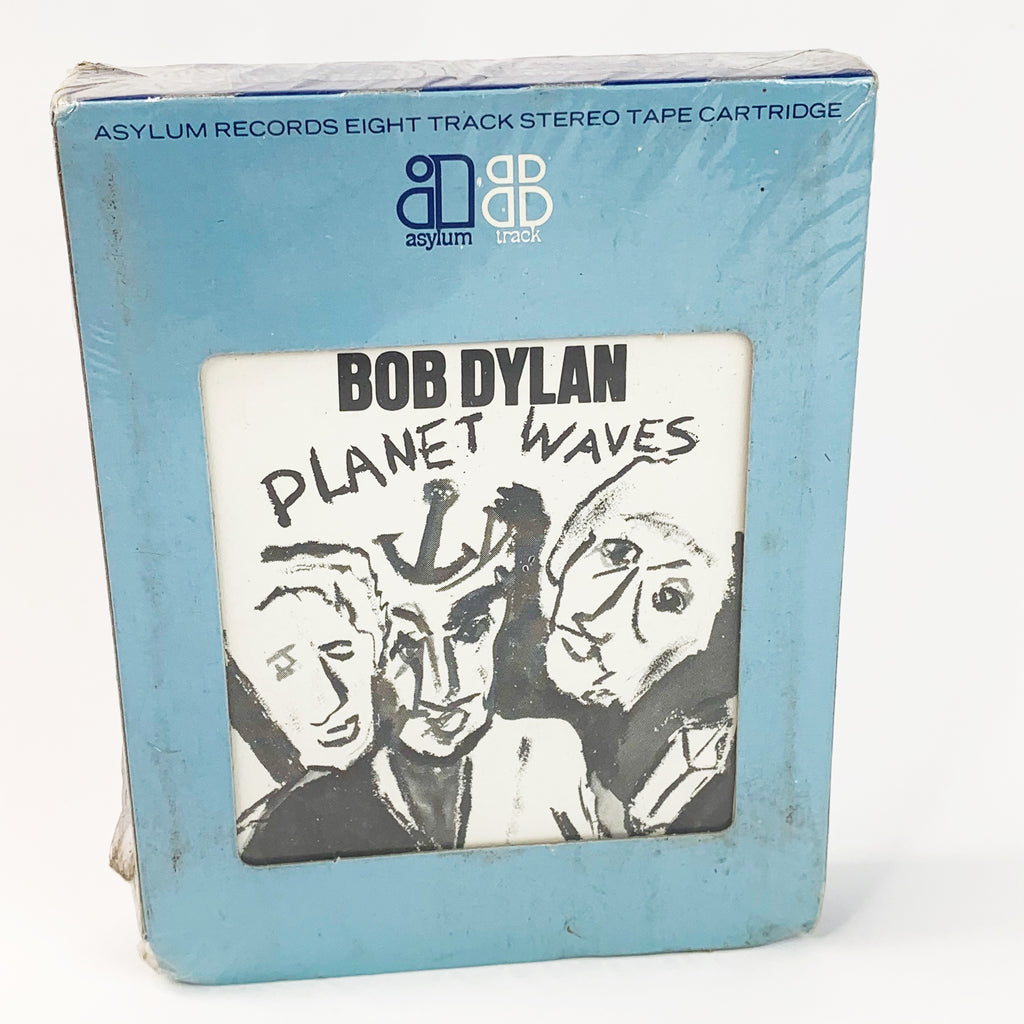 ASYLUM RECORDS EIGHT TRACK STEREO TAPE CARTRIDGE
asylum track
BOB DYLAN
PLANET WAVES